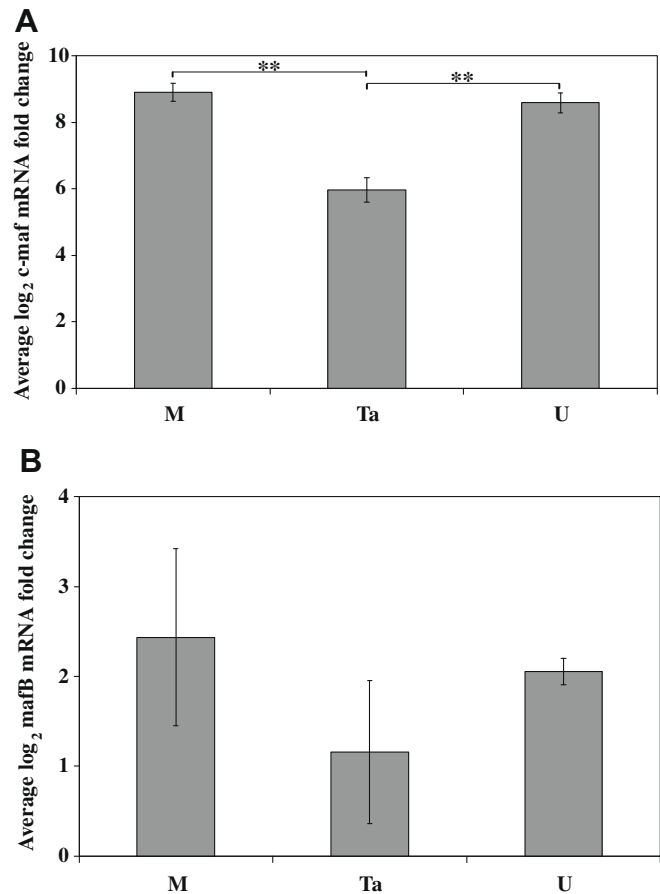 A
Average log₂ c-maf mRNA fold change
10
8
6
4
2
0
**
**
M Ta U
B
Average log₂ mafB mRNA fold change
4
3
2
1
0
M Ta U